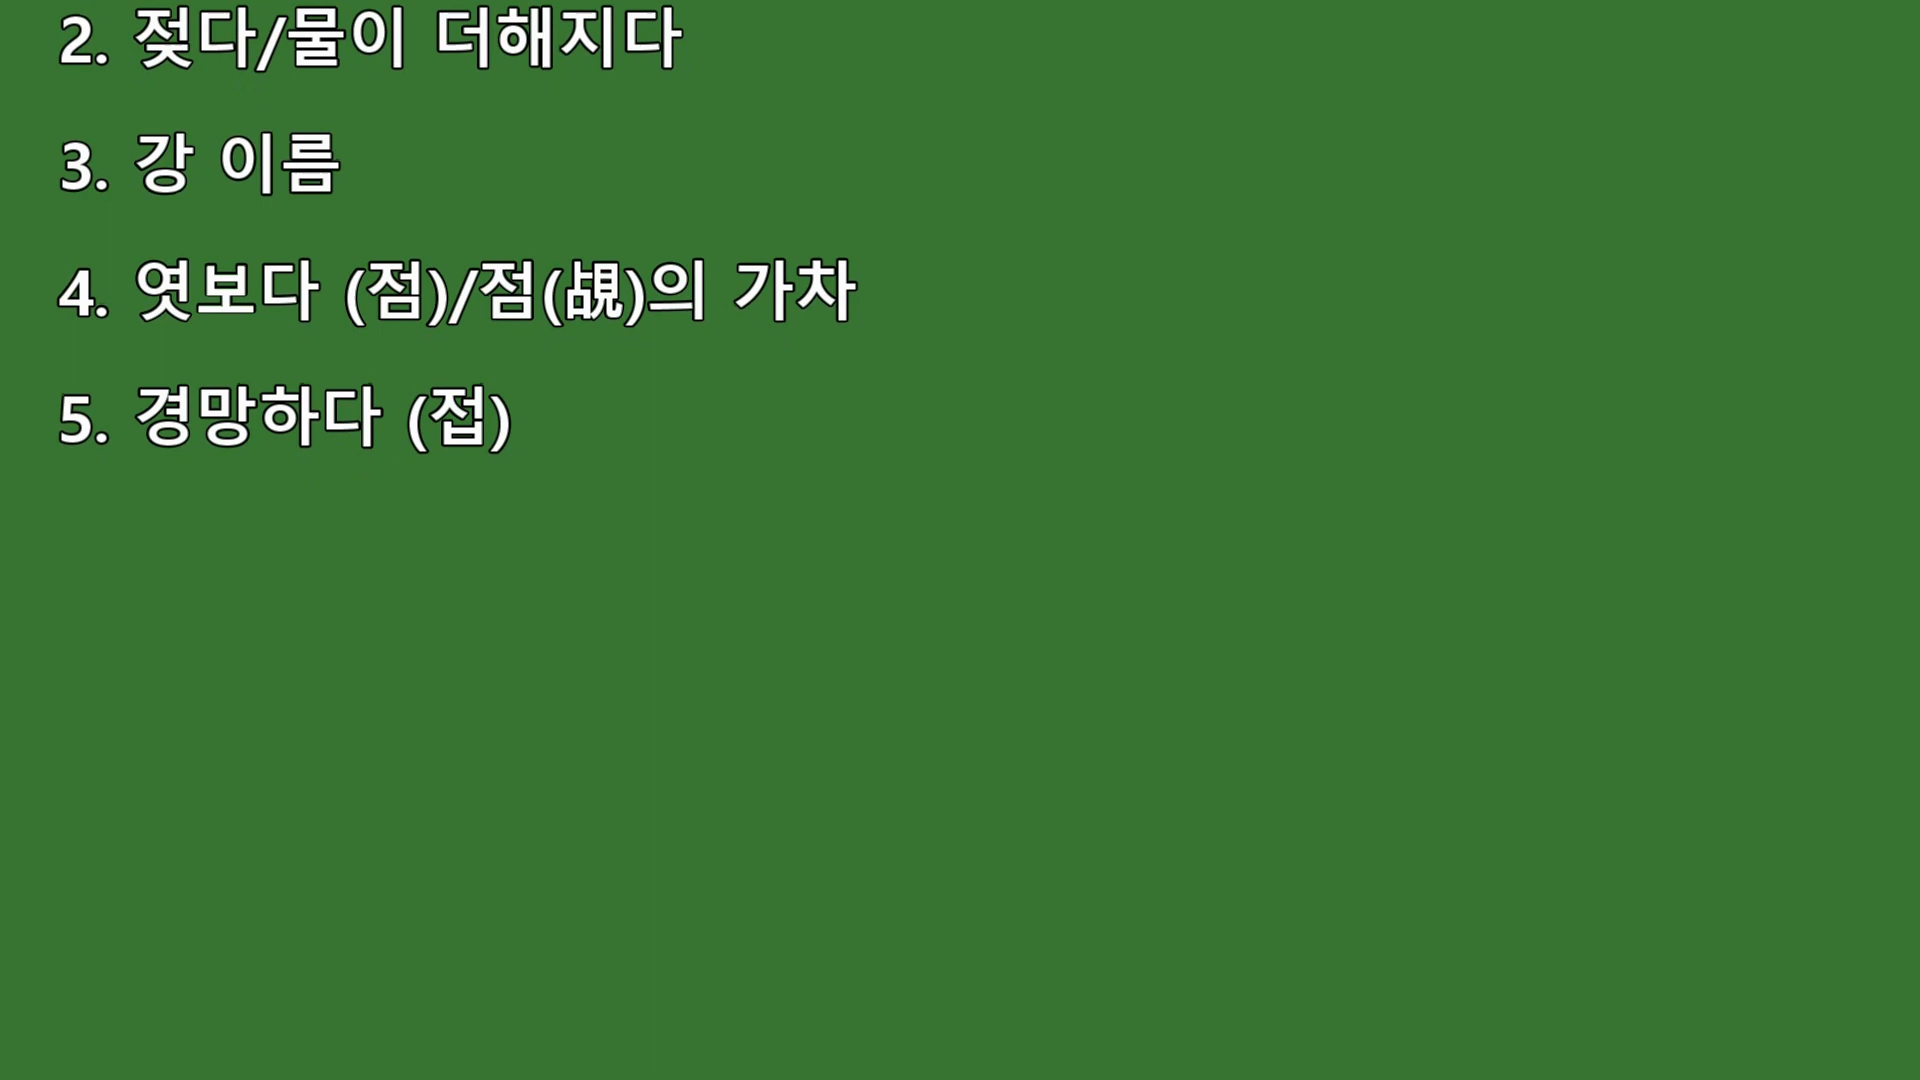 2. 젖다/물이 더해지다
3. 강 이름
4. 엿보다 (점)/점(覘)의 가차
5. 경망하다 (접)